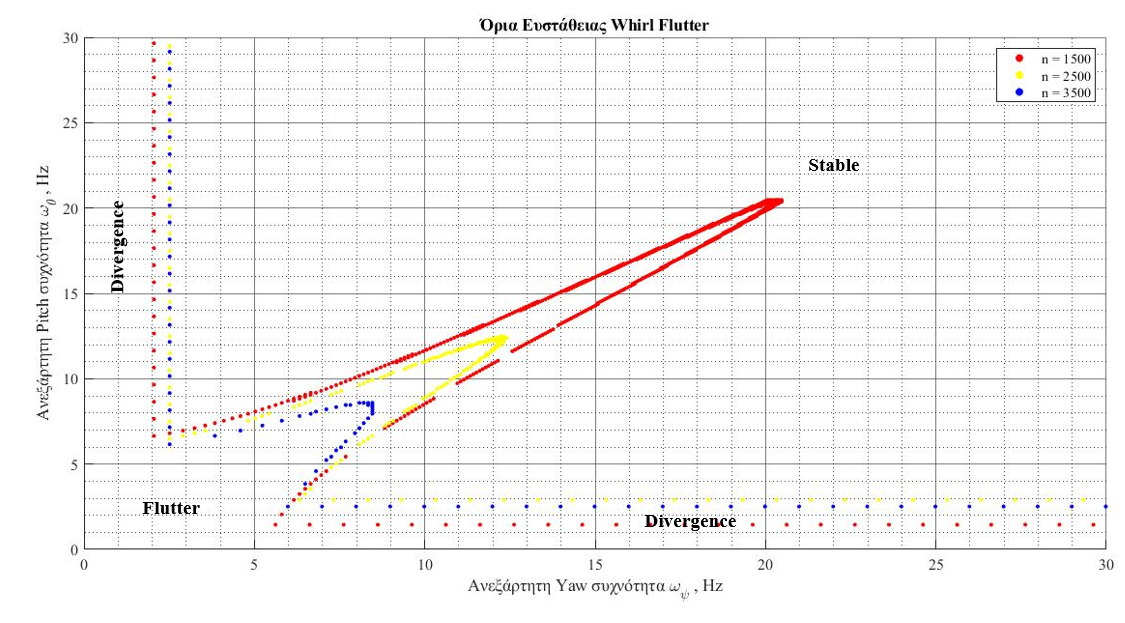 Όρια Ευστάθειας Whirl Flutter
30
25
20
15
10
5
0
Ανεξάρτητη Pitch συχνότητα ω_θ , Hz
n = 1500
n = 2500
n = 3500
Stable
Divergence
Flutter
Divergence
0 5 10 15 20 25 30
Ανεξάρτητη Yaw συχνότητα ω_ψ , Hz